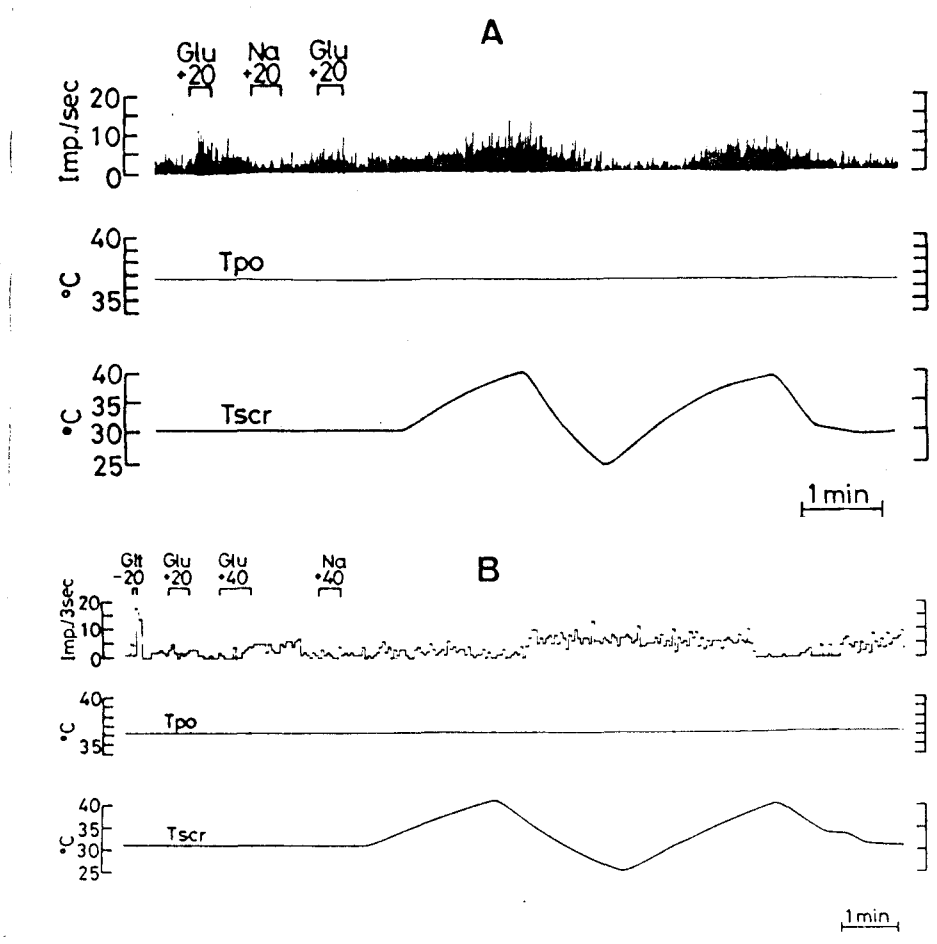 A
Glu Na Glu
+20 +20 +20
Imp./sec
20
10
0
°C
40
35
Tpo
°C
40
35
30
25
Tscr
1 min
B
Glt Glu Glu Na
-20 +20 +40 +40
Imp./3sec
20
10
0
°C
40
35
Tpo
°C
40
35
30
25
Tscr
1 min